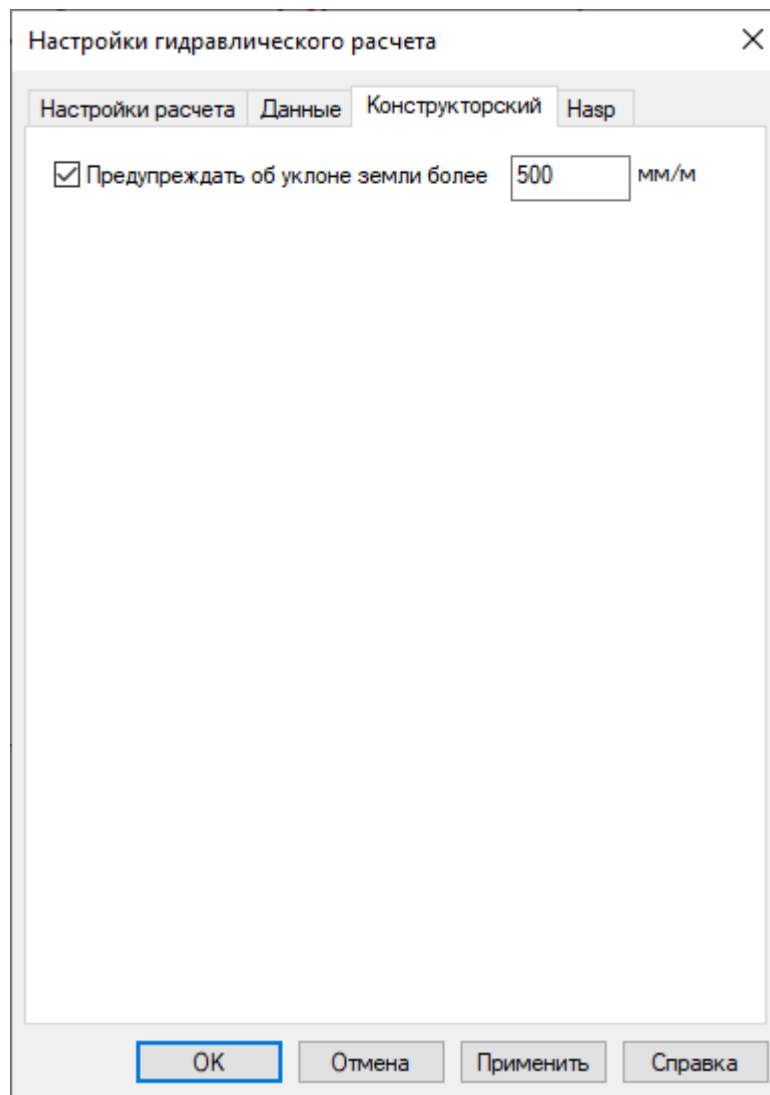 Настройки гидравлического расчета
Настройки расчета Данные Конструкторский Hasp
Предупреждать об уклоне земли более 500 мм/м
OK Отмена Применить Справка